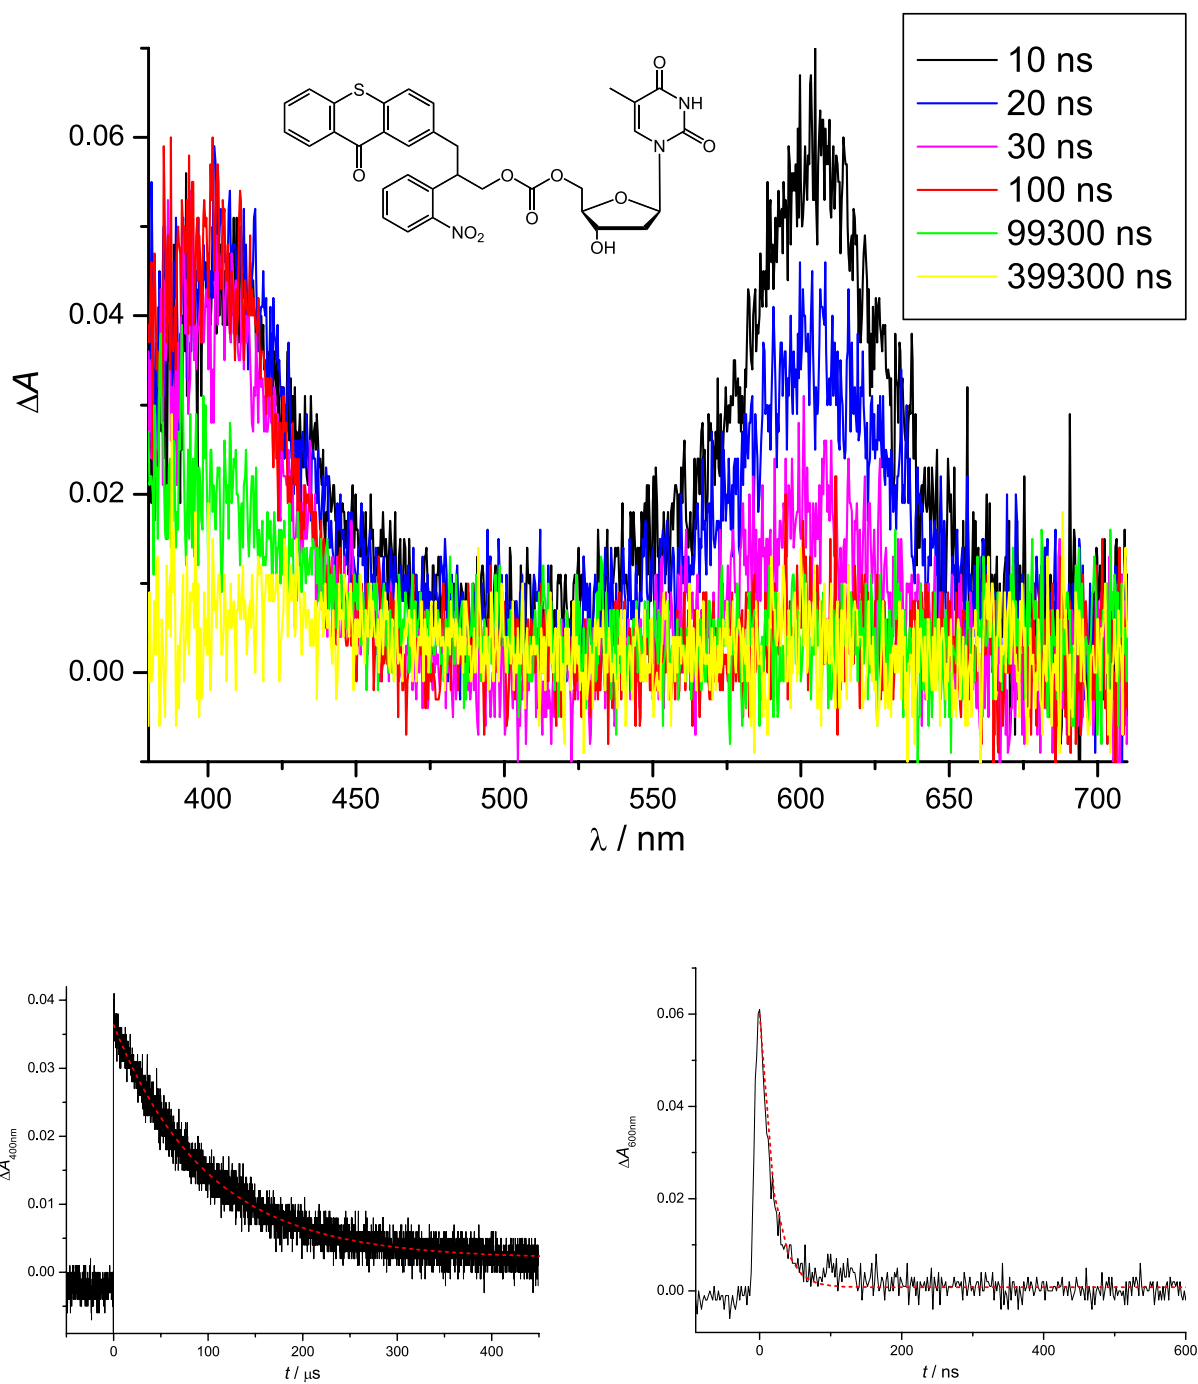 10 ns
20 ns
30 ns
100 ns
99300 ns
399300 ns
S
O
NO₂
O
O
O
O
OH
O
NH
N
O
ΔA
0.06
0.04
0.02
0.00
400 450 500 550 600 650 700
λ / nm
ΔA400nm
0.04
0.03
0.02
0.01
0.00
0 100 200 300 400
t / μs
ΔA600nm
0.06
0.04
0.02
0.00
0 200 400 600
t / ns